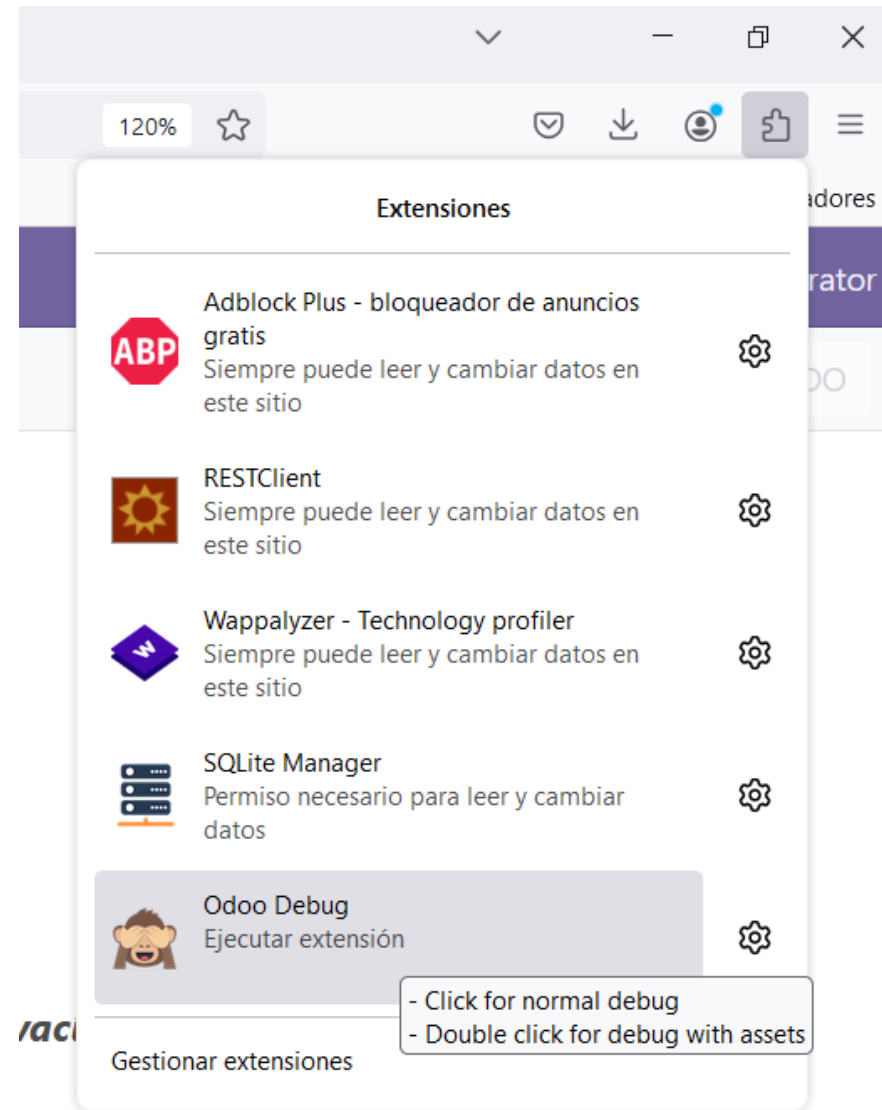 120%
Extensiones
adores
rator
Adblock Plus - bloqueador de anuncios
gratis
ABP
Siempre puede leer y cambiar datos en
este sitio
DO
RESTClient
Siempre puede leer y cambiar datos en
este sitio
Wappalyzer - Technology profiler
W
Siempre puede leer y cambiar datos en
este sitio
SQLite Manager
Permiso necesario para leer y cambiar
datos
Odoo Debug
Ejecutar extensión
- Click for normal debug
- Double click for debug with assets
vací
Gestionar extensiones